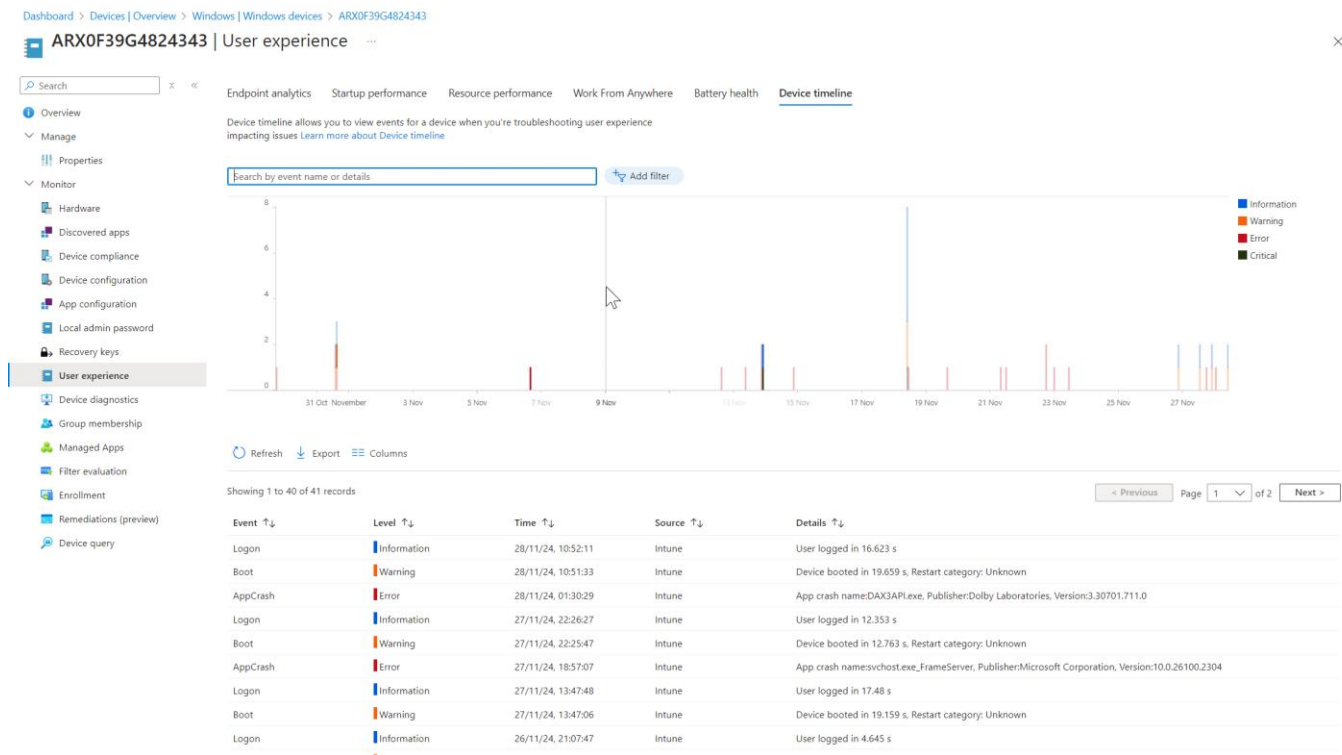 Dashboard > Devices | Overview > Windows | Windows devices > ARX0F39G4824343
ARX0F39G4824343 | User experience ...
Search
Overview
Manage
Properties
Monitor
Hardware
Discovered apps
Device compliance
Device configuration
App configuration
Local admin password
Recovery keys
User experience
Device diagnostics
Group membership
Managed Apps
Filter evaluation
Enrollment
Remediations (preview)
Device query
Endpoint analytics Startup performance Resource performance Work From Anywhere Battery health Device timeline
Device timeline allows you to view events for a device when you're troubleshooting user experience
impacting issues Learn more about Device timeline
Search by event name or details Add filter
8
6
4
2
0
31 Oct November 3 Nov 5 Nov 7 Nov 9 Nov 13 Nov 15 Nov 17 Nov 19 Nov 21 Nov 23 Nov 25 Nov 27 Nov
Information
Warning
Error
Critical
Refresh Export Columns
Showing 1 to 40 of 41 records < Previous Page 1 of 2 Next >
Event Level Time Source Details
Logon Information 28/11/24, 10:52:11 Intune User logged in 16.623 s
Boot Warning 28/11/24, 10:51:33 Intune Device booted in 19.659 s, Restart category: Unknown
AppCrash Error 28/11/24, 01:30:29 Intune App crash name:DAX3API.exe, Publisher:Dolby Laboratories, Version:3.30701.711.0
Logon Information 27/11/24, 22:26:27 Intune User logged in 12.353 s
Boot Warning 27/11/24, 22:25:47 Intune Device booted in 12.763 s, Restart category: Unknown
AppCrash Error 27/11/24, 18:57:07 Intune App crash name:svchost.exe_FrameServer, Publisher:Microsoft Corporation, Version:10.0.26100.2304
Logon Information 27/11/24, 13:47:48 Intune User logged in 17.48 s
Boot Warning 27/11/24, 13:47:06 Intune Device booted in 19.159 s, Restart category: Unknown
Logon Information 26/11/24, 21:07:47 Intune User logged in 4.645 s